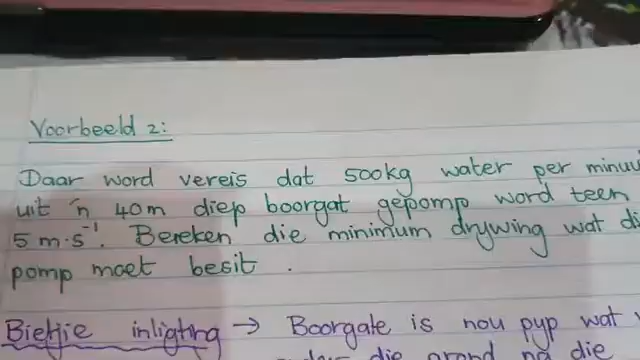 Voorbeeld 2:
Daar word vereis dat 500kg water per minuu
uit 'n 40m diep boorgat gepomp word teen
5 m·s⁻¹. Bereken die minimum drywing wat di
pomp moet besit.
Bietjie inligting → Boorgate is nou pyp wat
die grond na die